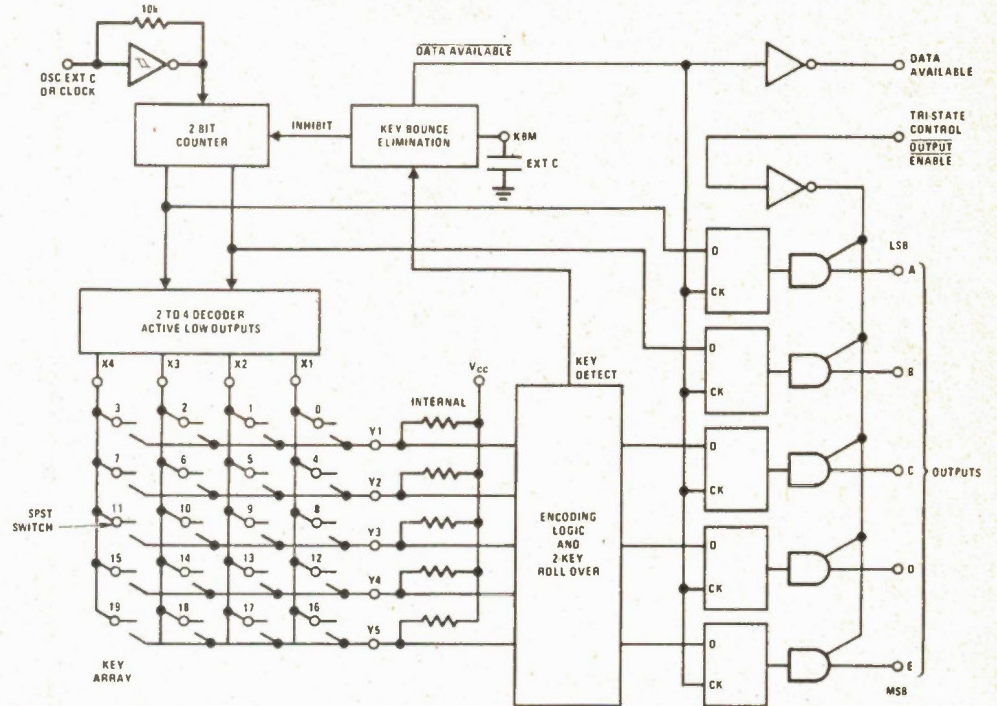 10k
OSC EXT C
OR CLOCK
DATA AVAILABLE
DATA
AVAILABLE
2 BIT
COUNTER
INHIBIT
KEY BOUNCE
ELIMINATION
KBM
EXT C
TRI STATE
CONTROL
OUTPUT
ENABLE
2 TO 4 DECODER
ACTIVE LOW OUTPUTS
X4
X3
X2
X1
KEY
DETECT
VCC
INTERNAL
3
2
1
0
Y1
7
6
5
4
Y2
SPST
SWITCH
11
10
9
8
Y3
15
14
13
12
Y4
19
18
17
16
Y5
KEY
ARRAY
ENCODING
LOGIC
AND
2 KEY
ROLL OVER
D
CK
LSB
A
D
CK
B
D
CK
C
OUTPUTS
D
CK
D
D
CK
E
MSB